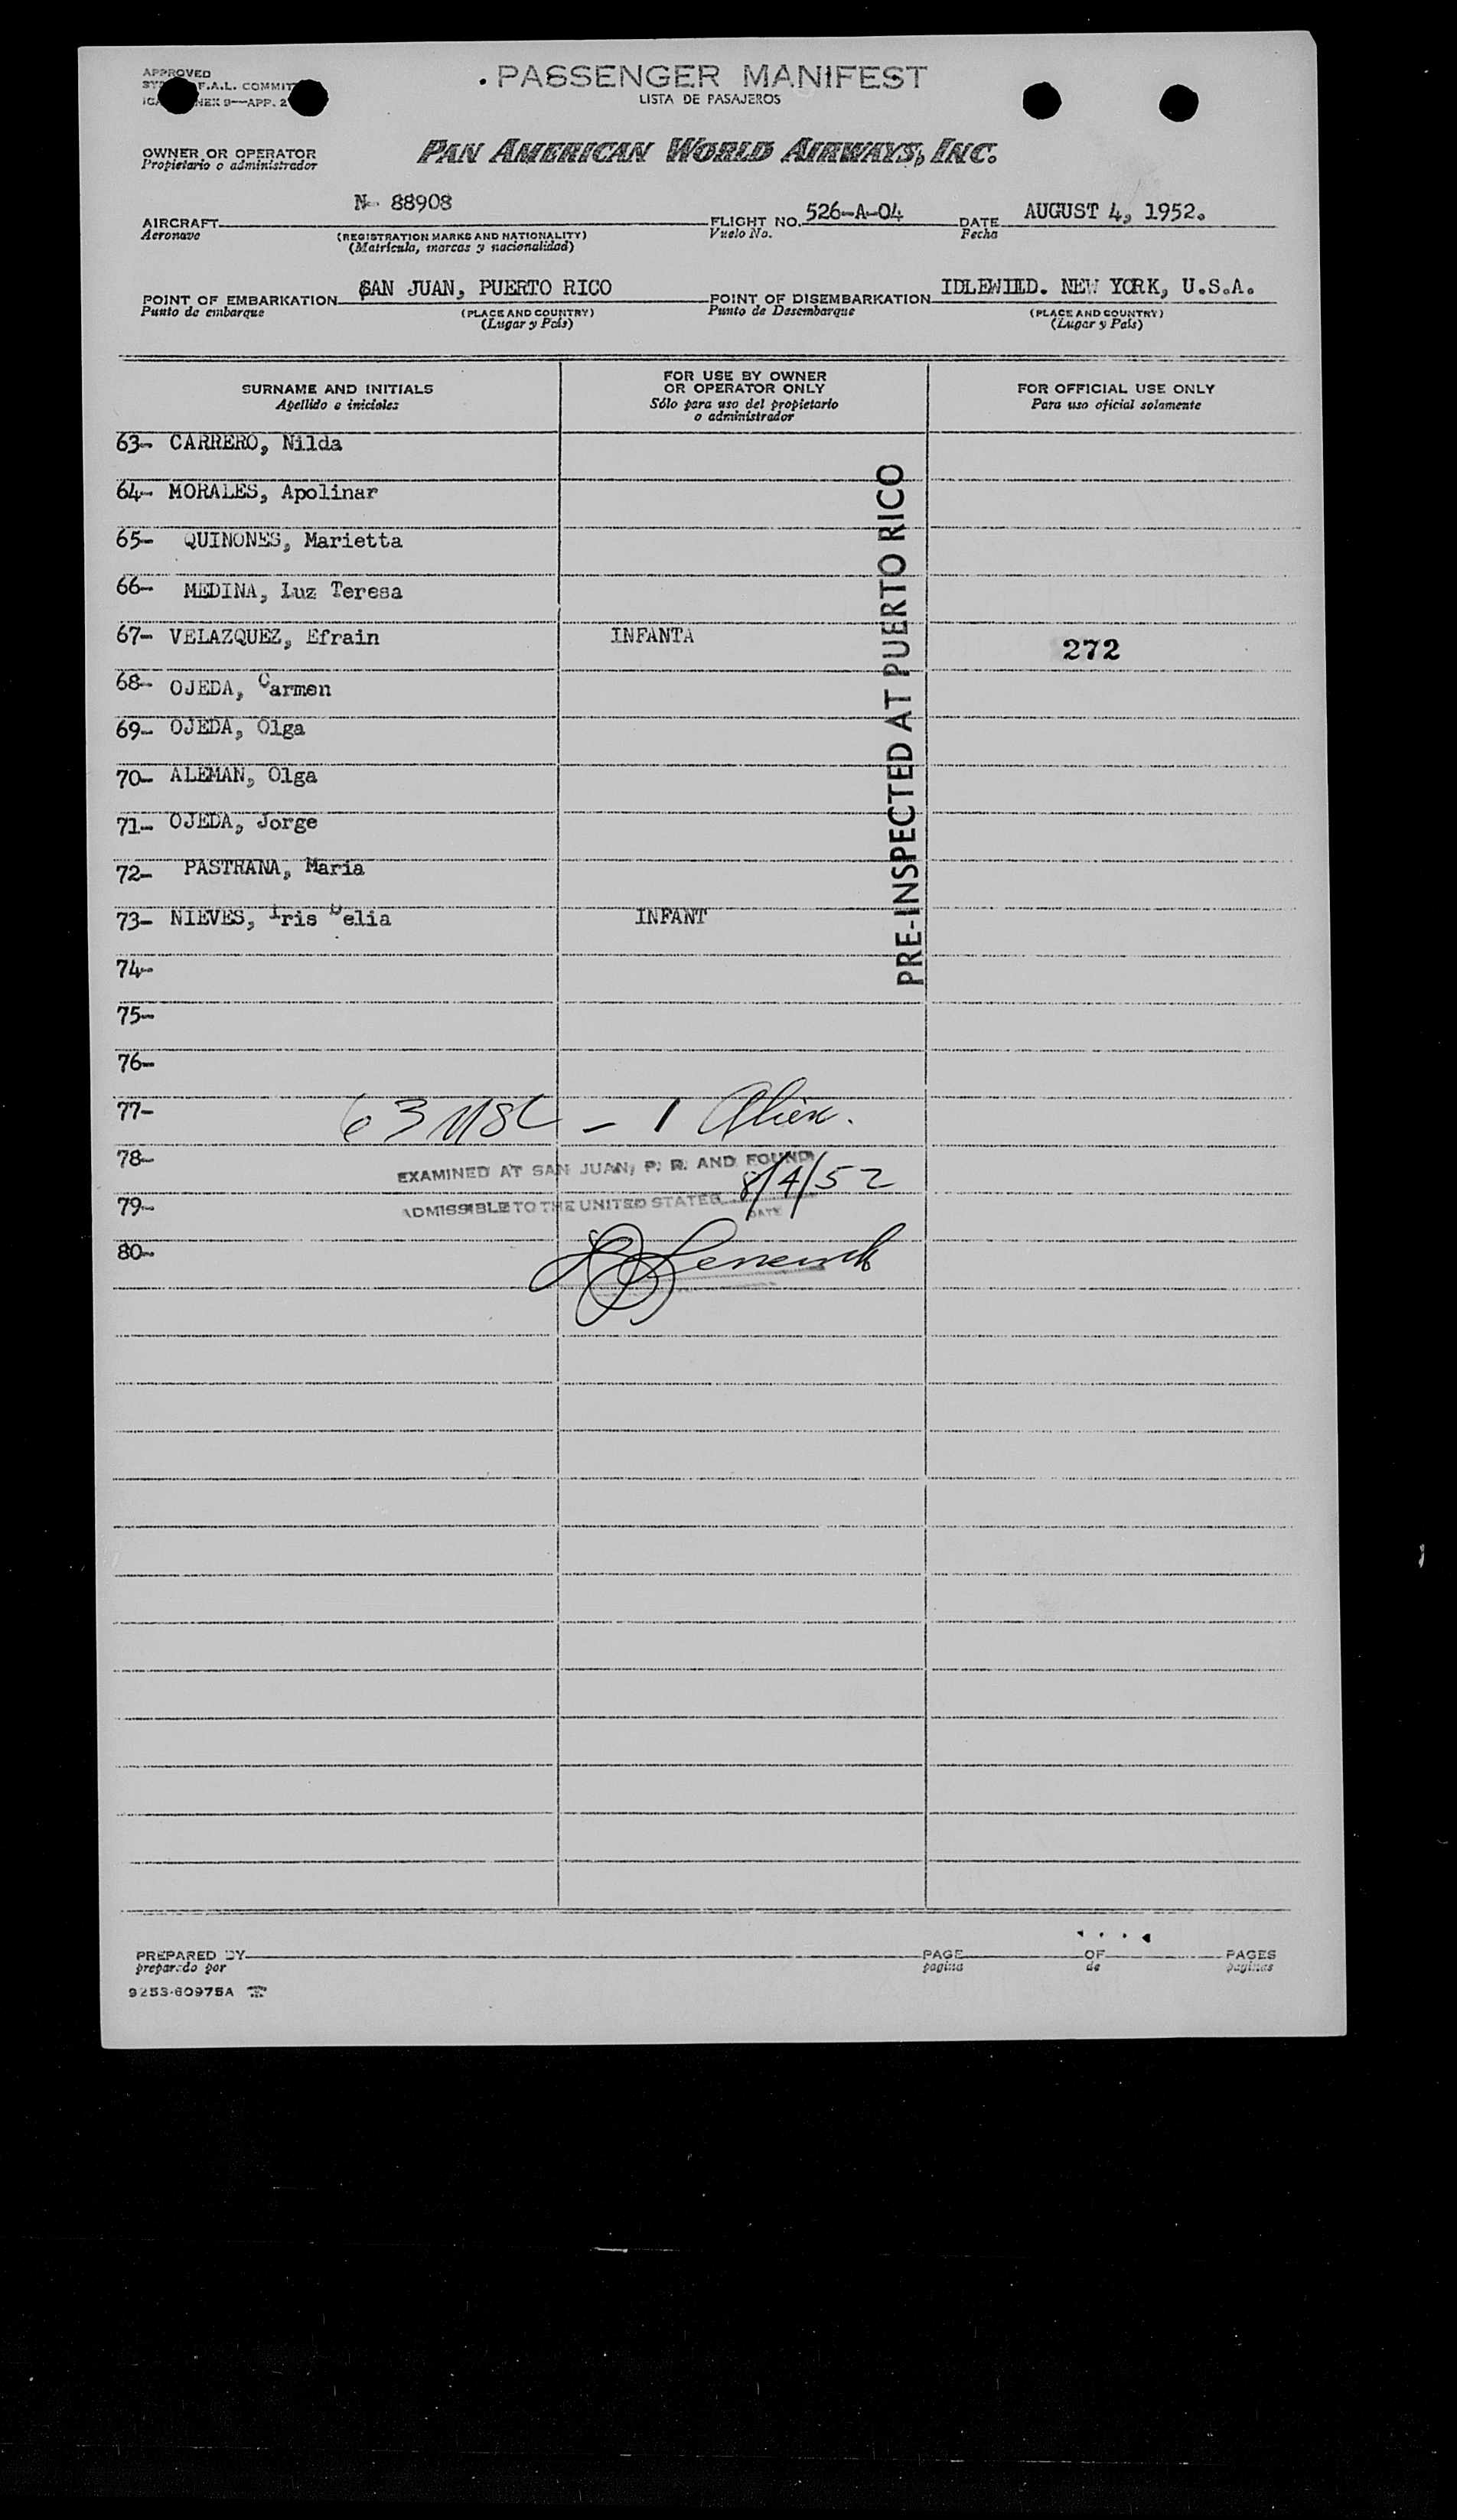 APPROVED
F.A.L. COMMIT
NEX 9—APP. 2
PASSENGER MANIFEST
LISTA DE PASAJEROS
OWNER OR OPERATOR
Propietario o administrador
PAN AMERICAN WORLD AIRWAYS, INC.
AIRCRAFT N- 88908 FLIGHT NO. 526-A-04 DATE AUGUST 4, 1952.
Aeronave (REGISTRATION MARKS AND NATIONALITY) Vuelo No. Fecha
(Matrícula, marcas y nacionalidad)
POINT OF EMBARKATION SAN JUAN, PUERTO RICO POINT OF DISEMBARKATION IDLEWILD. NEW YORK, U.S.A.
Punto de embarque (PLACE AND COUNTRY) Punto de Desembarque (PLACE AND COUNTRY)
(Lugar y País) (Lugar y País)
SURNAME AND INITIALS
Apellido e iniciales
FOR USE BY OWNER
OR OPERATOR ONLY
Sólo para uso del propietario
o administrador
FOR OFFICIAL USE ONLY
Para uso oficial solamente
63- CARRERO, Nilda
64- MORALES, Apolinar
65- QUINONES, Marietta
66- MEDINA, Luz Teresa
67- VELAZQUEZ, Efrain INFANTA 272
68- OJEDA, Carmen
69- OJEDA, Olga
70- ALEMAN, Olga
71- OJEDA, Jorge
72- PASTRANA, Maria
73- NIEVES, Iris Delia INFANT
PRE-INSPECTED AT PUERTO RICO
74-
75-
76-
77-
63 USC - 1 Alien.
78-
EXAMINED AT SAN JUAN, P. R. AND FOUND
79-
ADMISSIBLE TO THE UNITED STATES 8/4/52
DATE
80-
PREPARED BY PAGE OF PAGES
preparado por pagina de paginas
9253-60975A